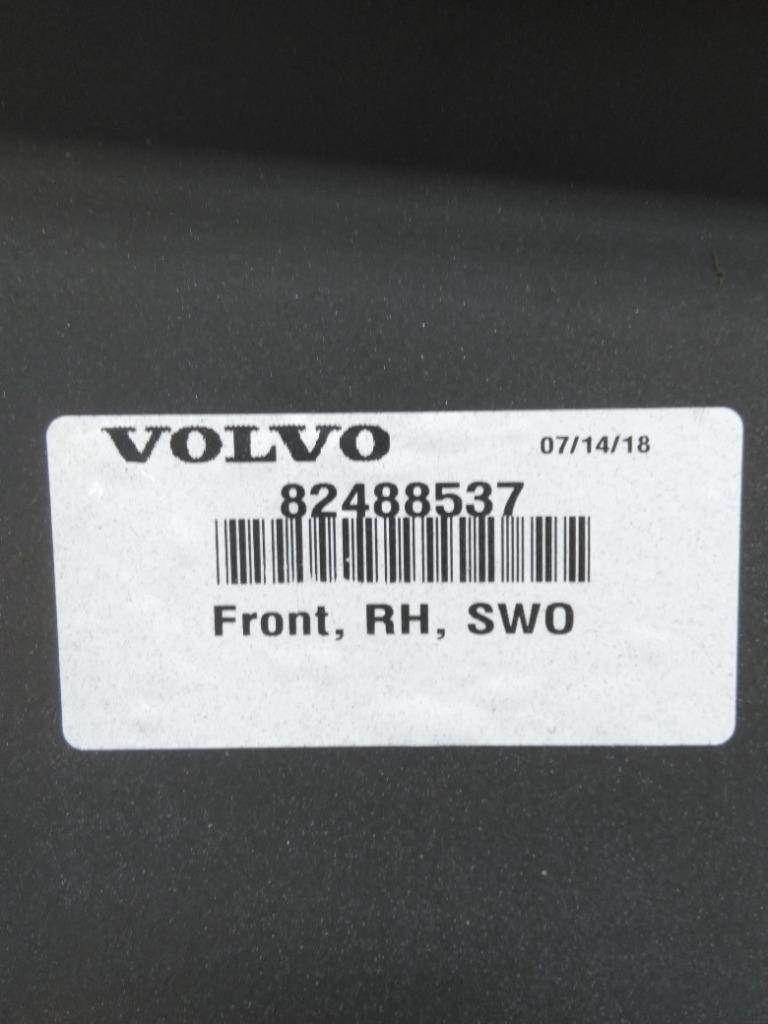 VOLVO 07/14/18
82488537
Front, RH, SWO